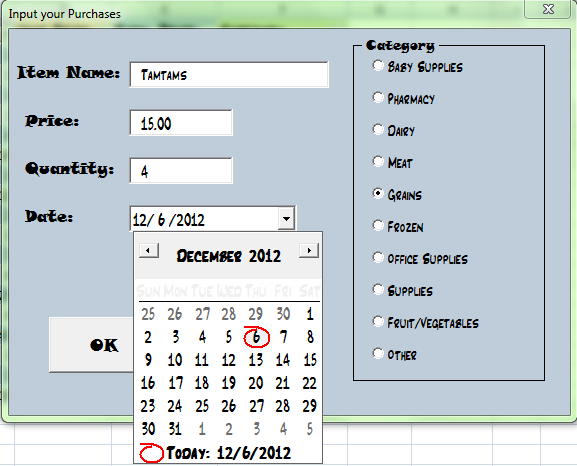 Input your Purchases
Item Name: Tamtams
Price: 15.00
Quantity: 4
Date: 12/ 6 /2012
December 2012
Sun Mon Tue Wed Thu Fri Sat
25 26 27 28 29 30 1
2 3 4 5 6 7 8
9 10 11 12 13 14 15
16 17 18 19 20 21 22
23 24 25 26 27 28 29
30 31 1 2 3 4 5
Today: 12/6/2012
OK
Category
Baby Supplies
Pharmacy
Dairy
Meat
Grains
Frozen
Office Supplies
Supplies
Fruit/Vegetables
Other